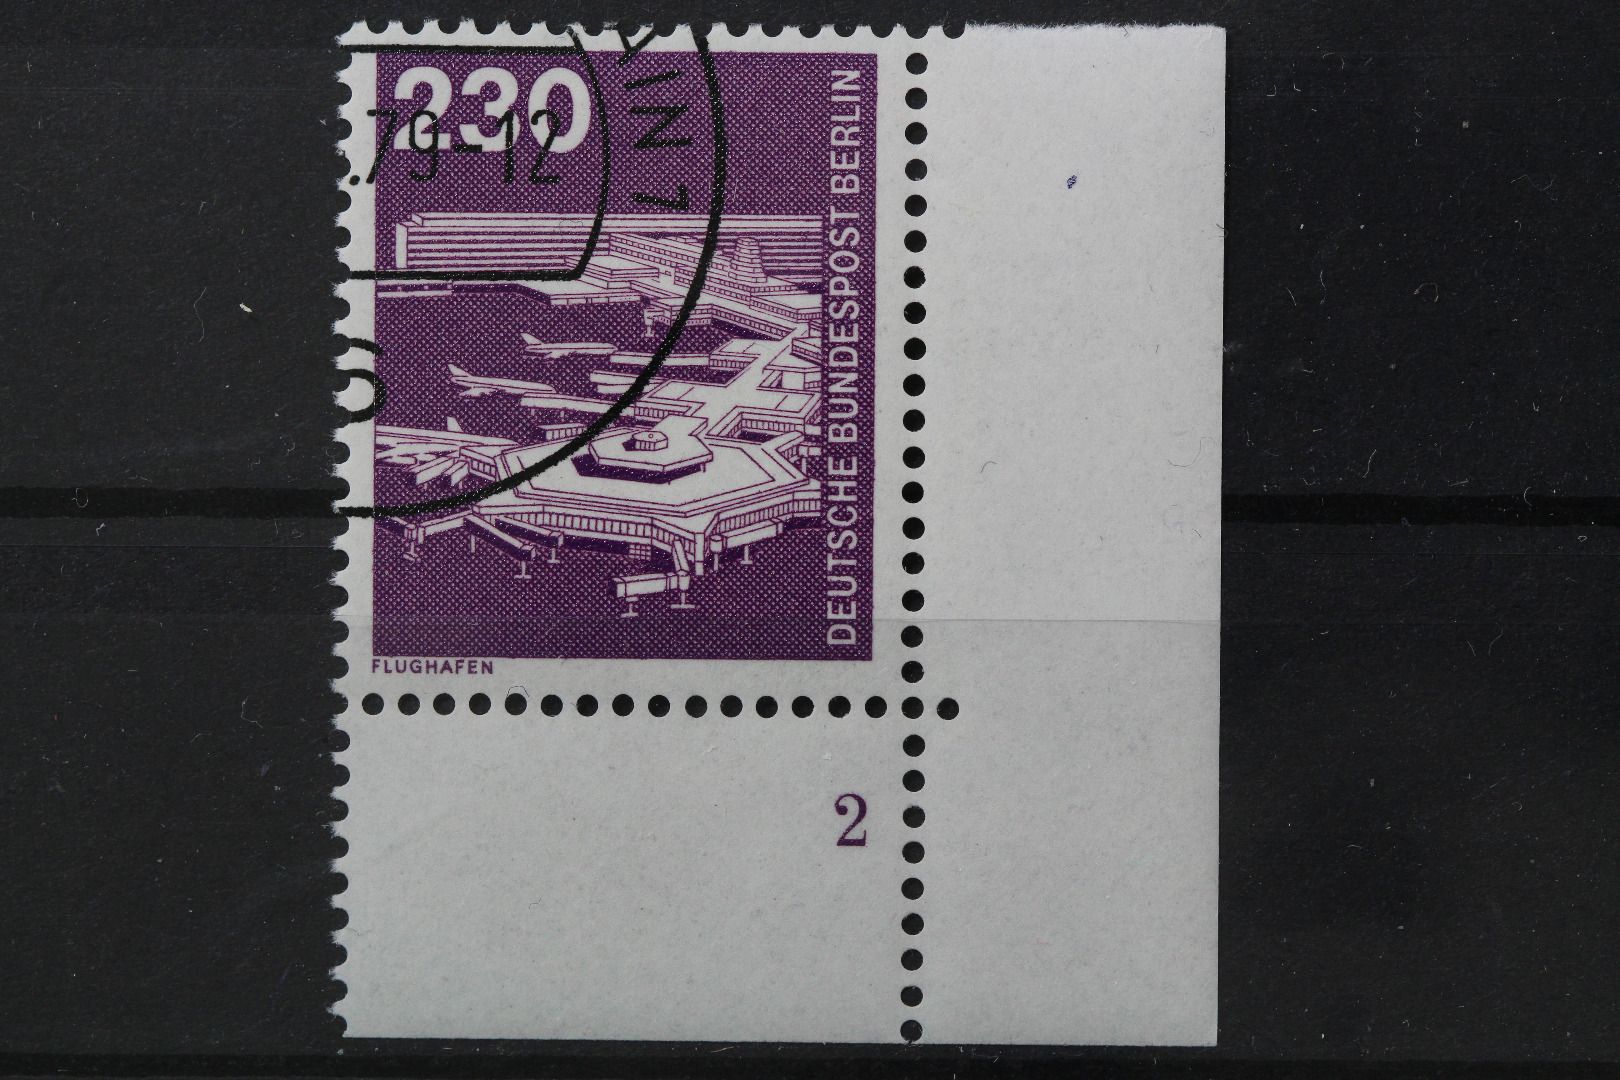 230
.79-12
DEUTSCHE BUNDESPOST BERLIN
FLUGHAFEN
2